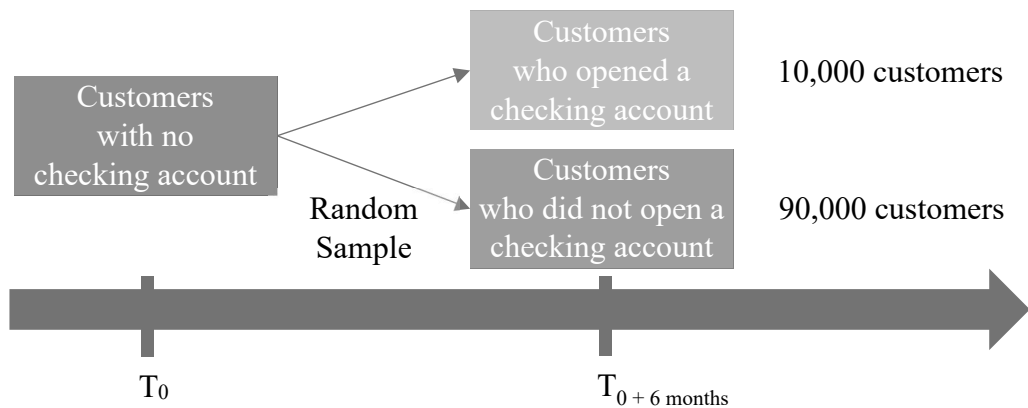 Customers
with no
checking account
Customers
who opened a
checking account
10,000 customers
Customers
who did not open a
checking account
90,000 customers
Random
Sample
T0
T0 + 6 months